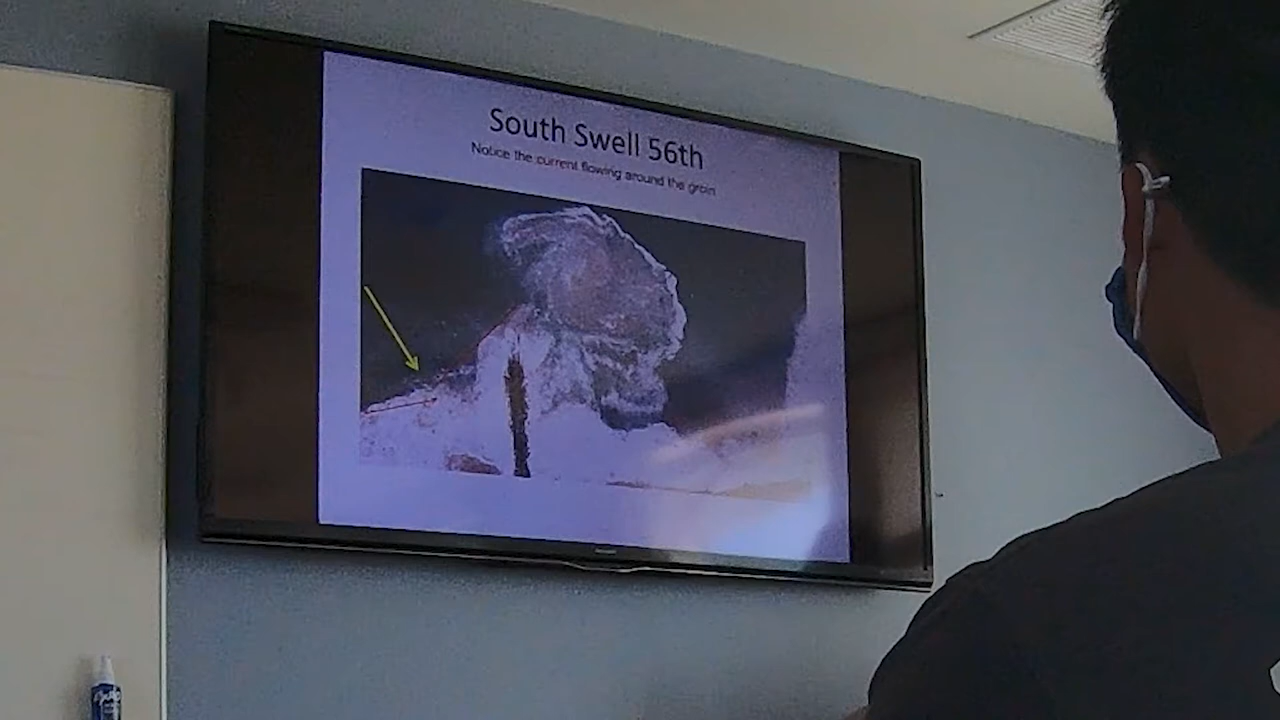 South Swell 56th
Notice the current flowing around the groin